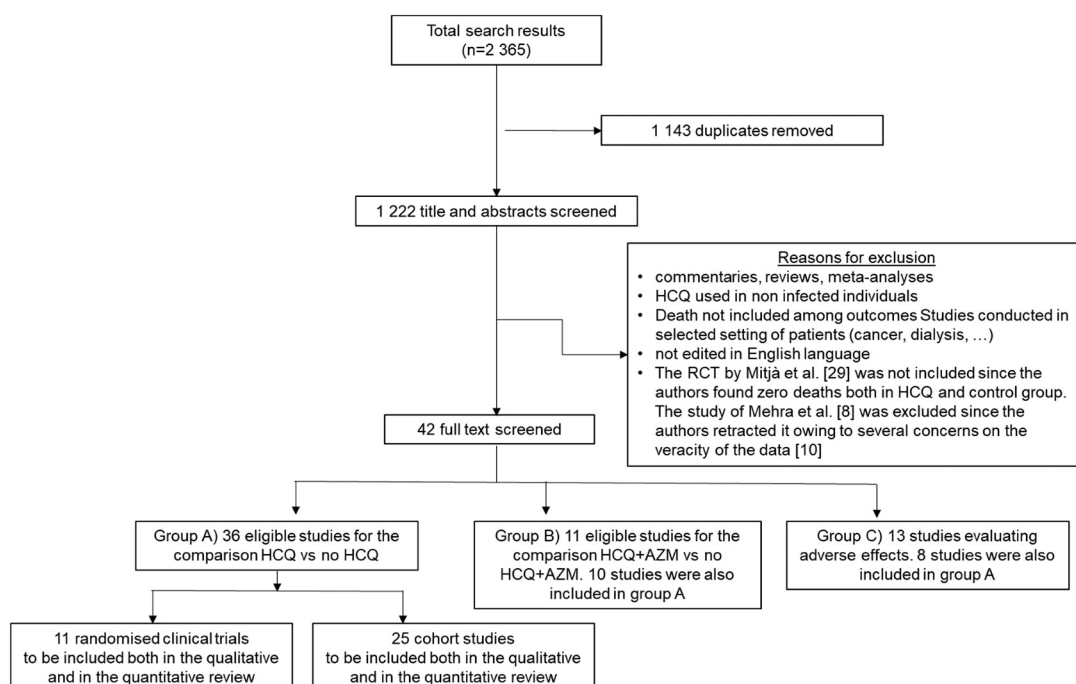 Total search results
(n=2 365)
1 143 duplicates removed
1 222 title and abstracts screened
Reasons for exclusion
• commentaries, reviews, meta-analyses
• HCQ used in non infected individuals
• Death not included among outcomes Studies conducted in
selected setting of patients (cancer, dialysis, …)
• not edited in English language
• The RCT by Mitjà et al. [29] was not included since the
authors found zero deaths both in HCQ and control group.
The study of Mehra et al. [8] was excluded since the
authors retracted it owing to several concerns on the
veracity of the data [10]
42 full text screened
Group A) 36 eligible studies for the
comparison HCQ vs no HCQ
Group B) 11 eligible studies for the
comparison HCQ+AZM vs no
HCQ+AZM. 10 studies were also
included in group A
Group C) 13 studies evaluating
adverse effects. 8 studies were also
included in group A
11 randomised clinical trials
to be included both in the qualitative
and in the quantitative review
25 cohort studies
to be included both in the qualitative
and in the quantitative review